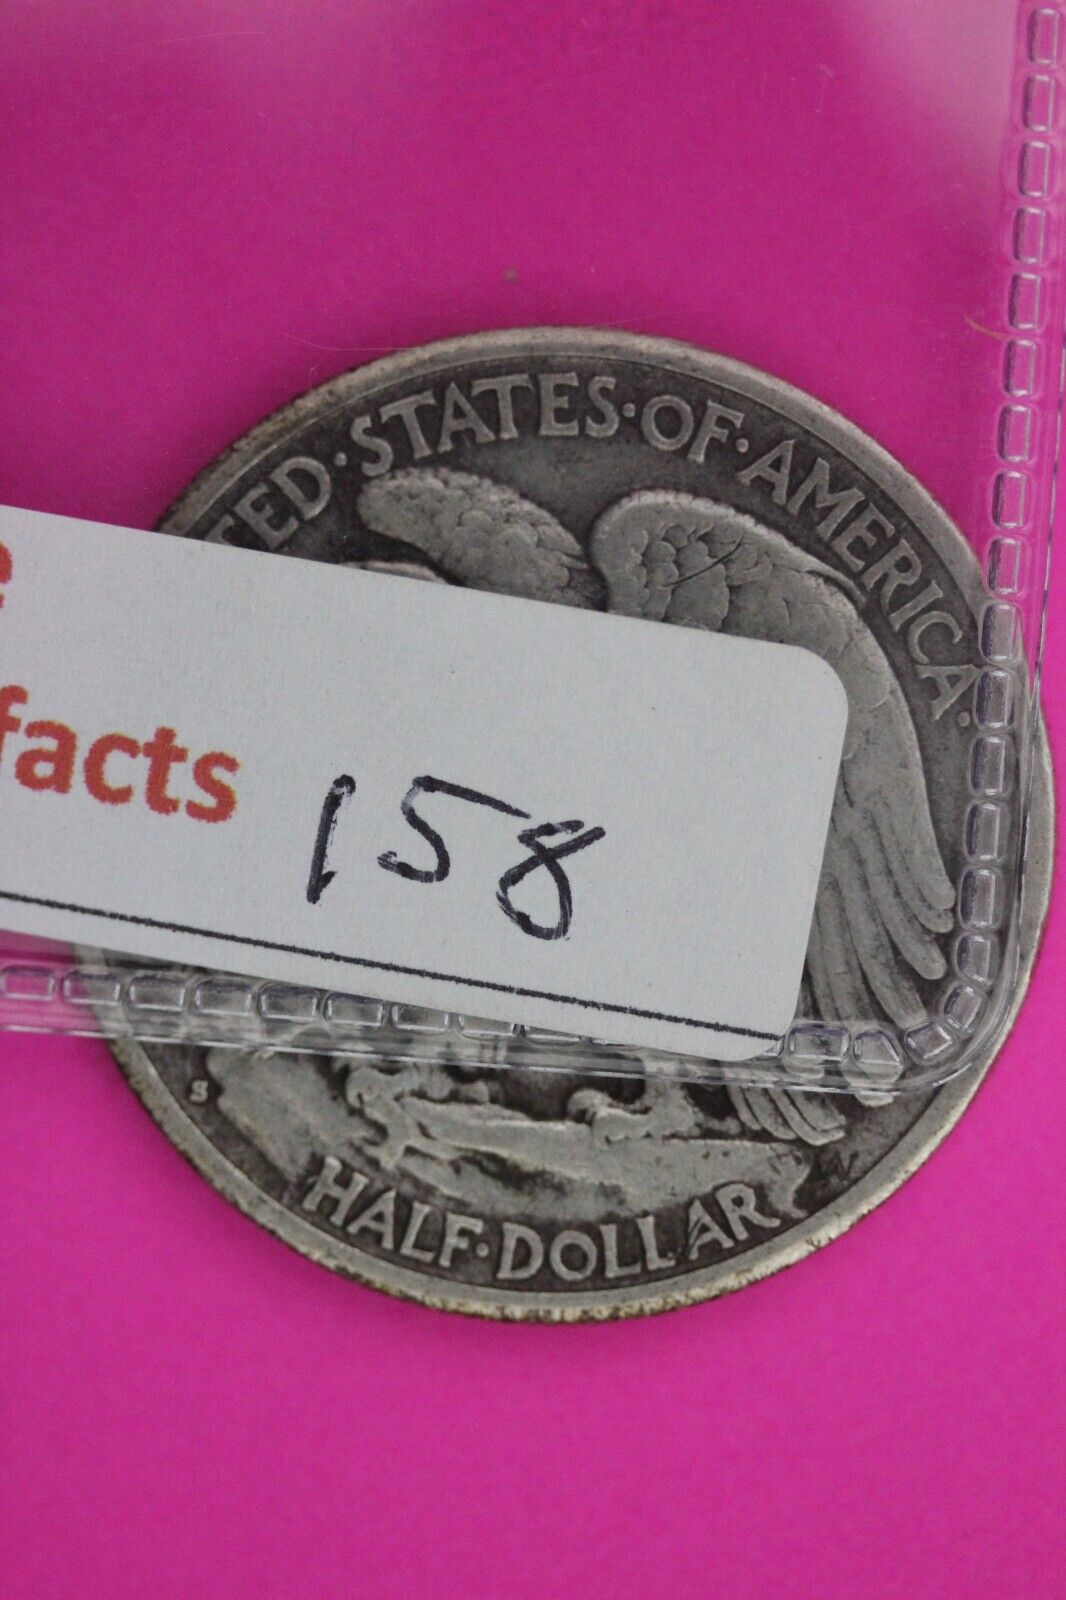 TED·STATES·OF·AMERICA·
facts 158
S
HALF·DOLLAR